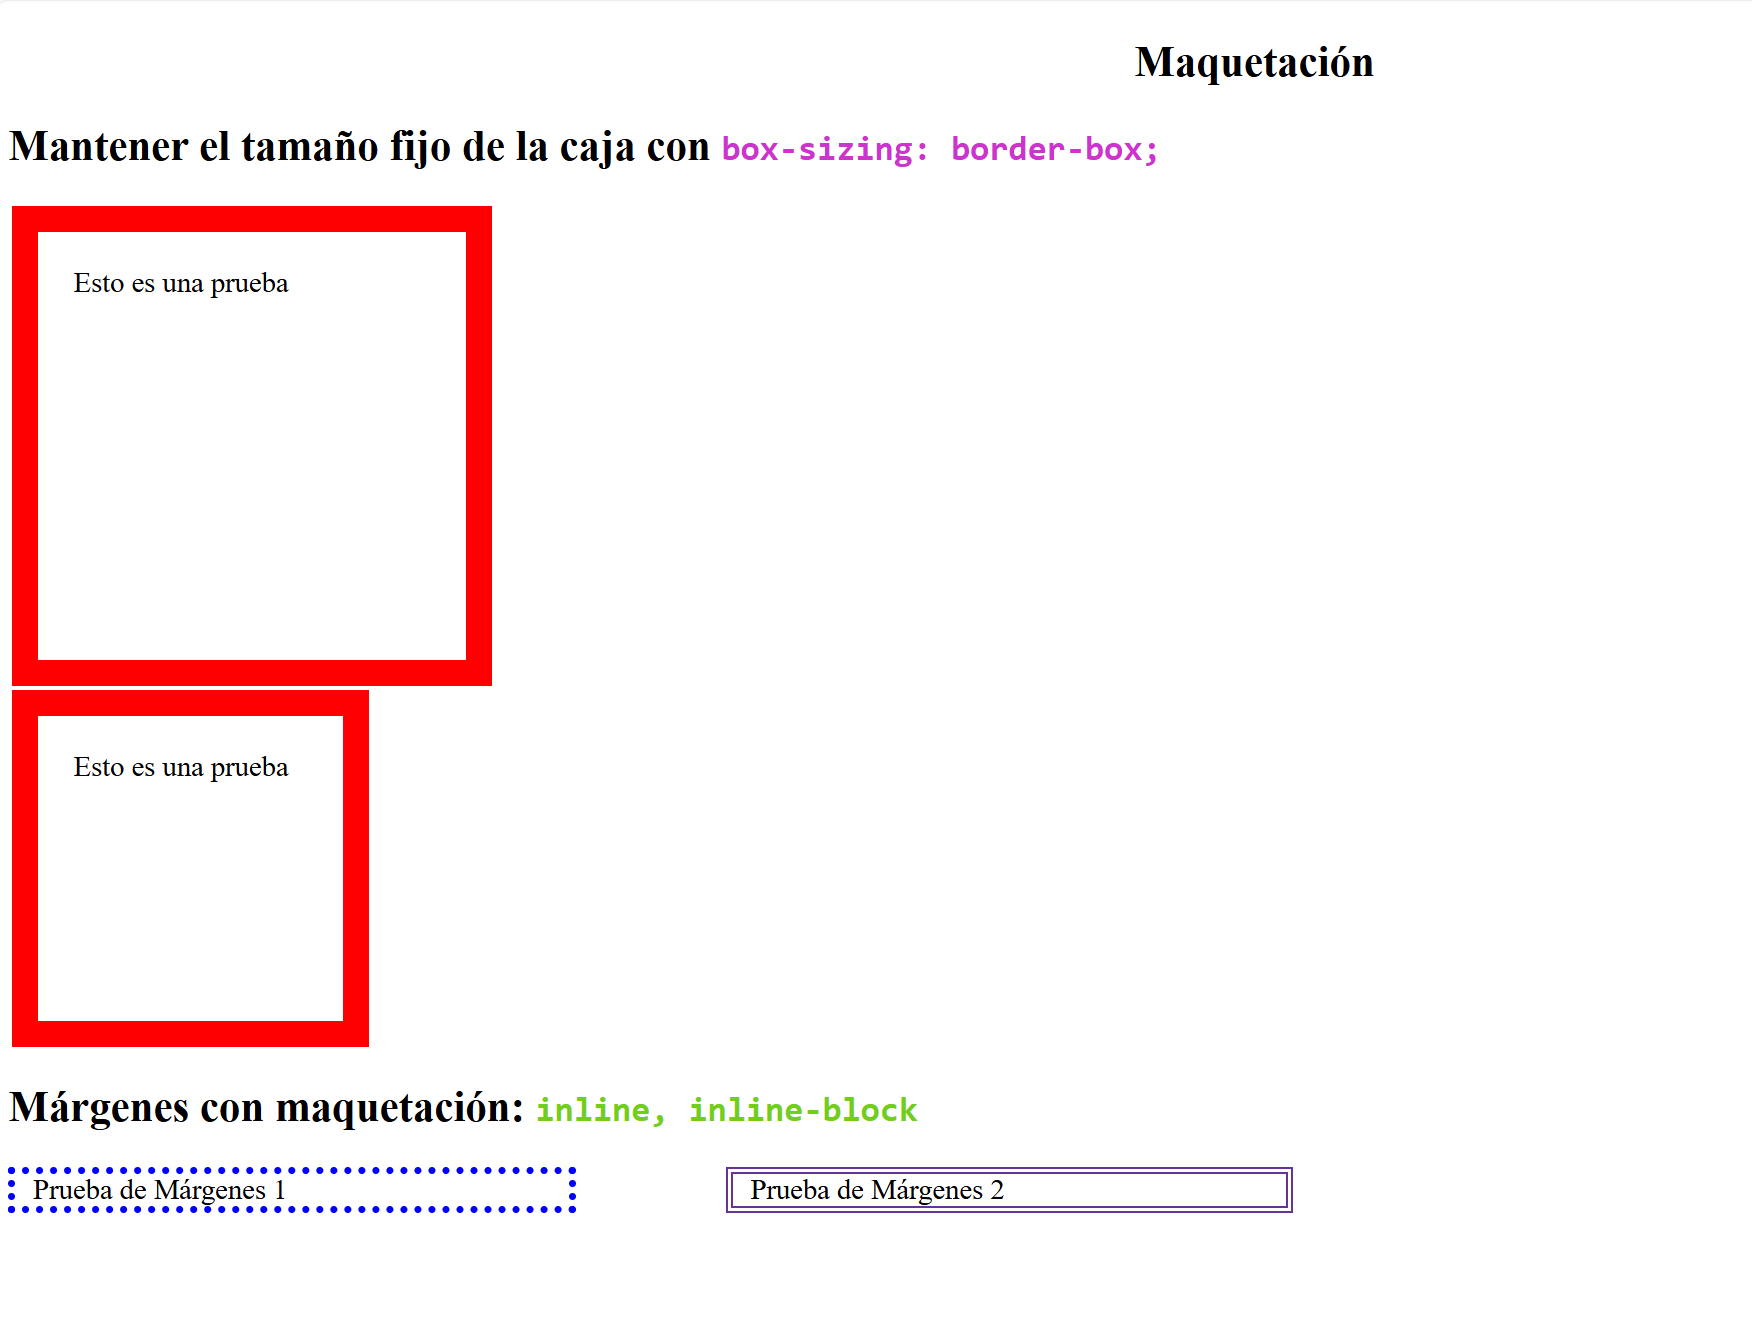 Maquetación
Mantener el tamaño fijo de la caja con box-sizing: border-box;
Esto es una prueba
Esto es una prueba
Márgenes con maquetación: inline, inline-block
Prueba de Márgenes 1
Prueba de Márgenes 2